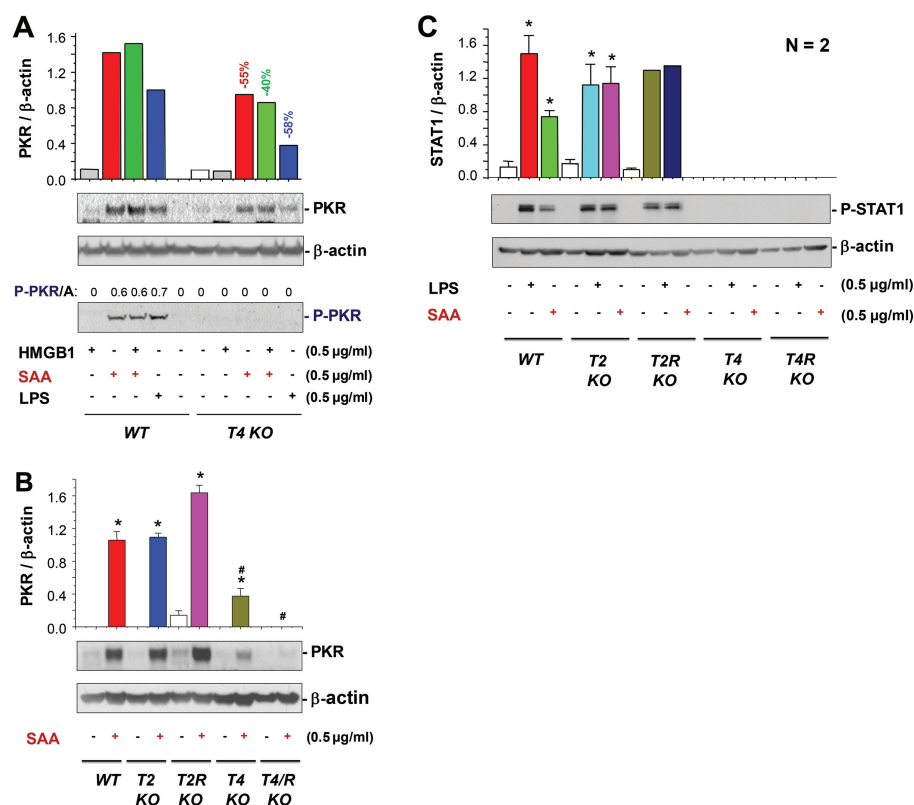 A
PKR / β-actin
1.6
1.2
0.8
0.4
0.0
-55%
-40%
-58%
- PKR
- β-actin
P-PKR/A: 0 0.6 0.6 0.7 0 0 0 0 0 0
- P-PKR
HMGB1 + - + - - - + - + - (0.5 µg/ml)
SAA - + + - - - - + + - (0.5 µg/ml)
LPS - - - + - - - - - + (0.5 µg/ml)
WT T4 KO
B
PKR / β-actin
1.6
1.2
0.8
0.4
0.0
* * * # * #
- PKR
- β-actin
SAA - + - + - + - + - + (0.5 µg/ml)
WT T2 T2R T4 T4/R
KO KO KO KO
C
N = 2
STAT1 / β-actin
1.6
1.2
0.8
0.4
0.0
* * * *
- P-STAT1
- β-actin
LPS - + - - + - - + - - + - - + - (0.5 µg/ml)
SAA - - + - - + - - + - - + - - + (0.5 µg/ml)
WT T2 T2R T4 T4R
KO KO KO KO